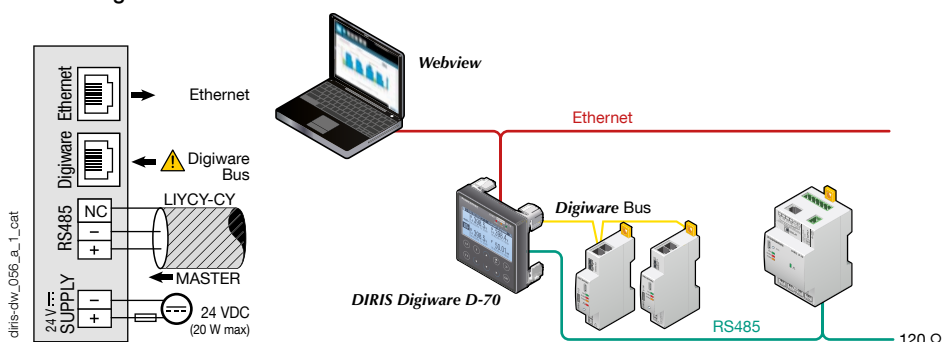 diris-dw_056_a_1_cat
Ethernet
Ethernet
Digiware
Digiware
Bus
RS485
NC
–
+
LIYCY-CY
MASTER
24 V
SUPPLY
–
+
24 VDC
(20 W max)
Webview
Ethernet
Digiware Bus
DIRIS Digiware D-70
RS485
120 Ω